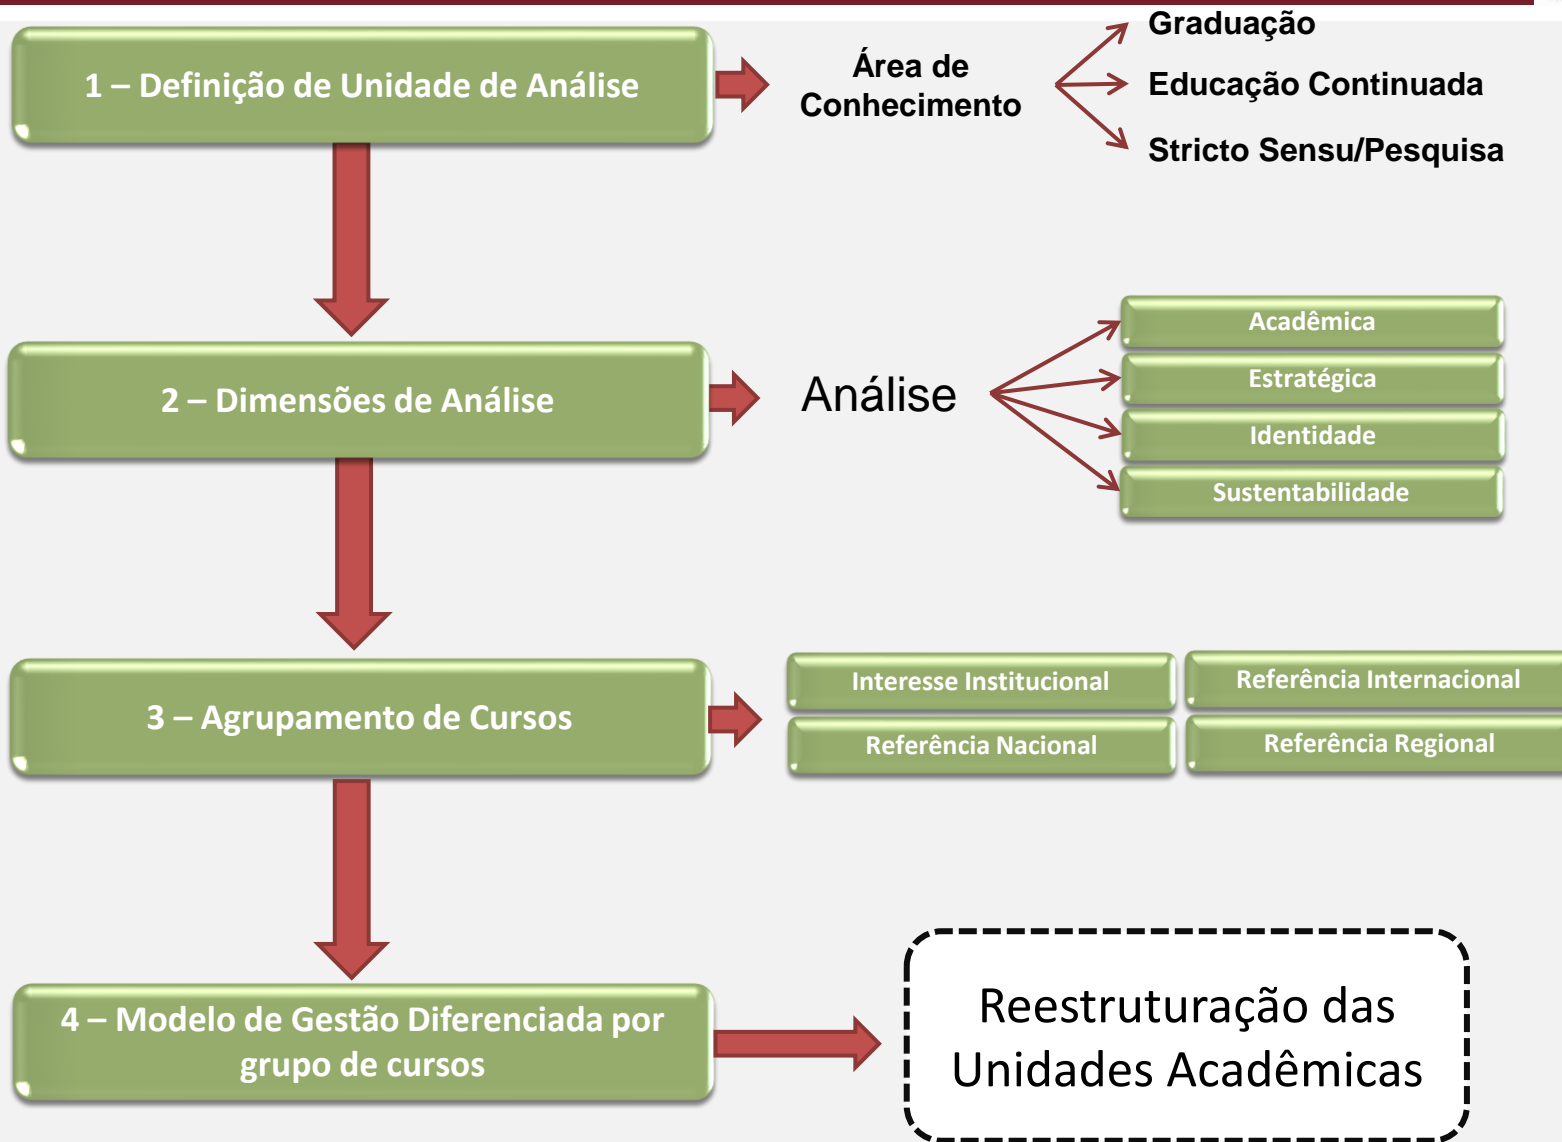 1 – Definição de Unidade de Análise
Área de
Conhecimento
Graduação
Educação Continuada
Stricto Sensu/Pesquisa
2 – Dimensões de Análise
Análise
Acadêmica
Estratégica
Identidade
Sustentabilidade
3 – Agrupamento de Cursos
Interesse Institucional
Referência Internacional
Referência Nacional
Referência Regional
4 – Modelo de Gestão Diferenciada por
grupo de cursos
Reestruturação das
Unidades Acadêmicas